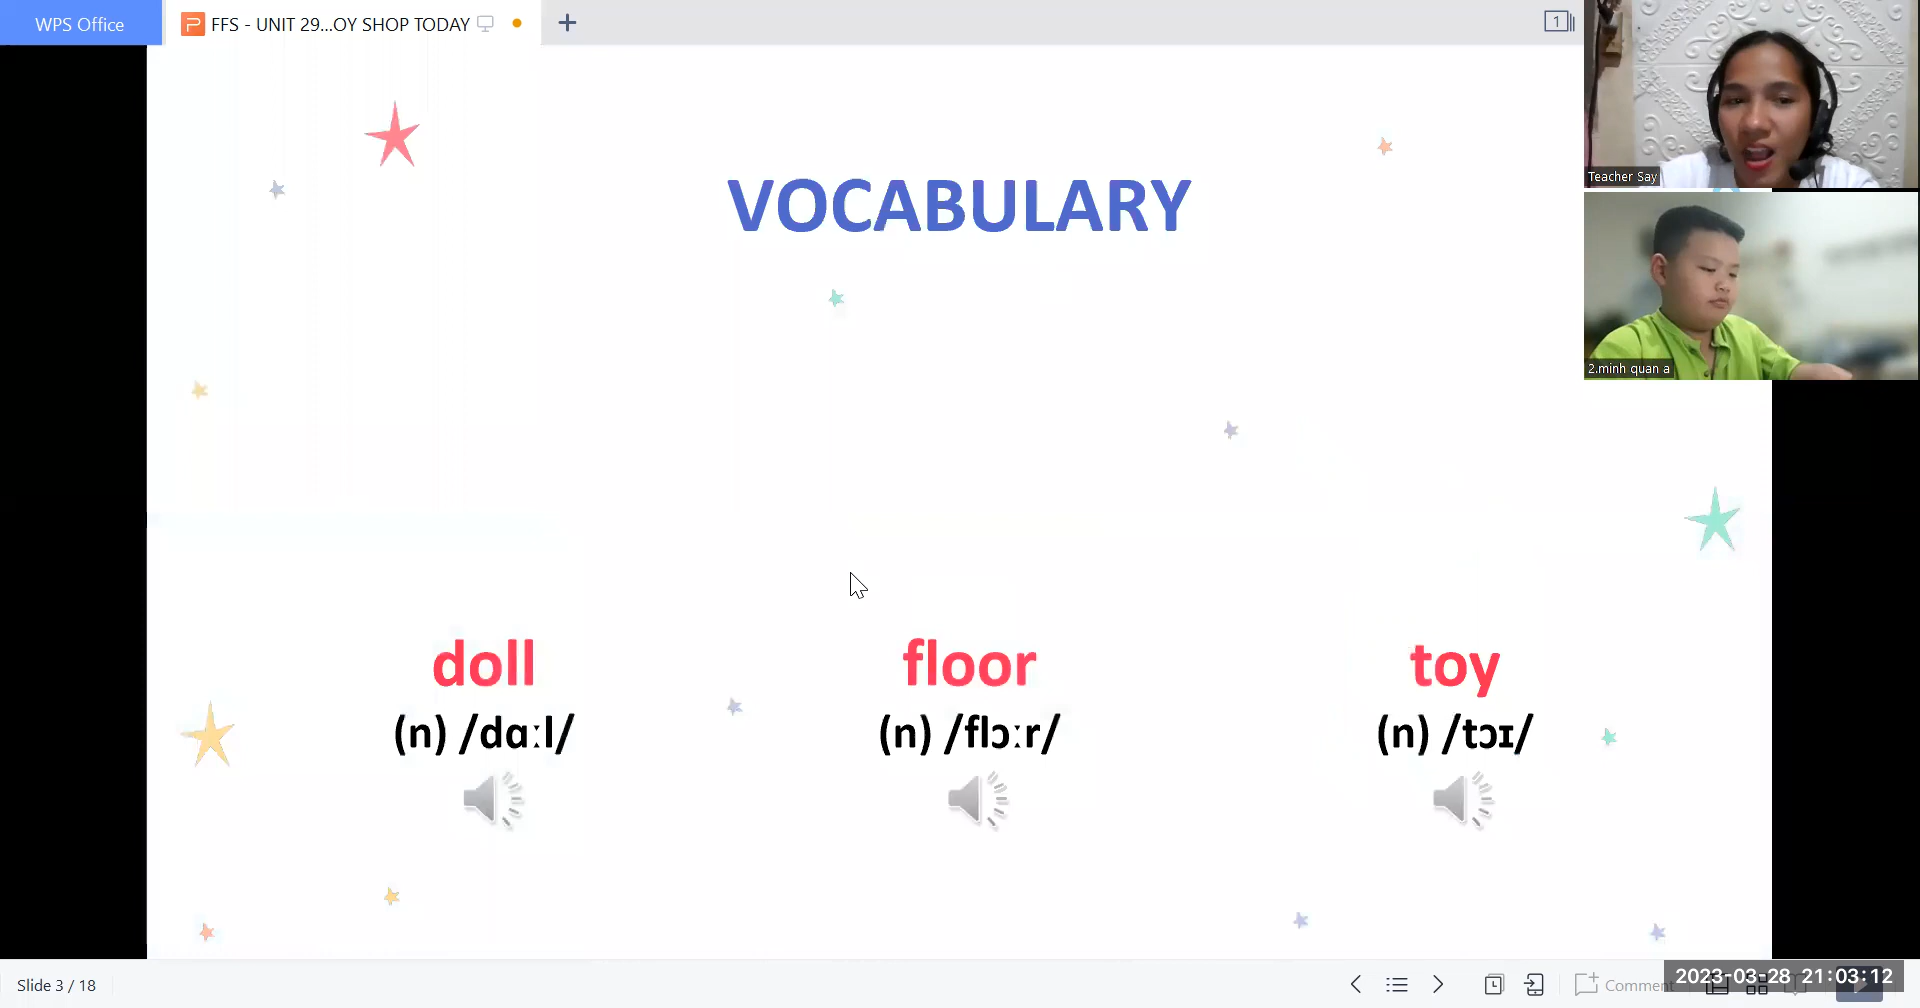 WPS Office
FFS - UNIT 29...OY SHOP TODAY
1
Teacher Say
2.minh quan a
VOCABULARY
doll
(n) /dɑːl/
floor
(n) /flɔːr/
toy
(n) /tɔɪ/
Slide 3 / 18
Comment
2023-03-28 21:03:12